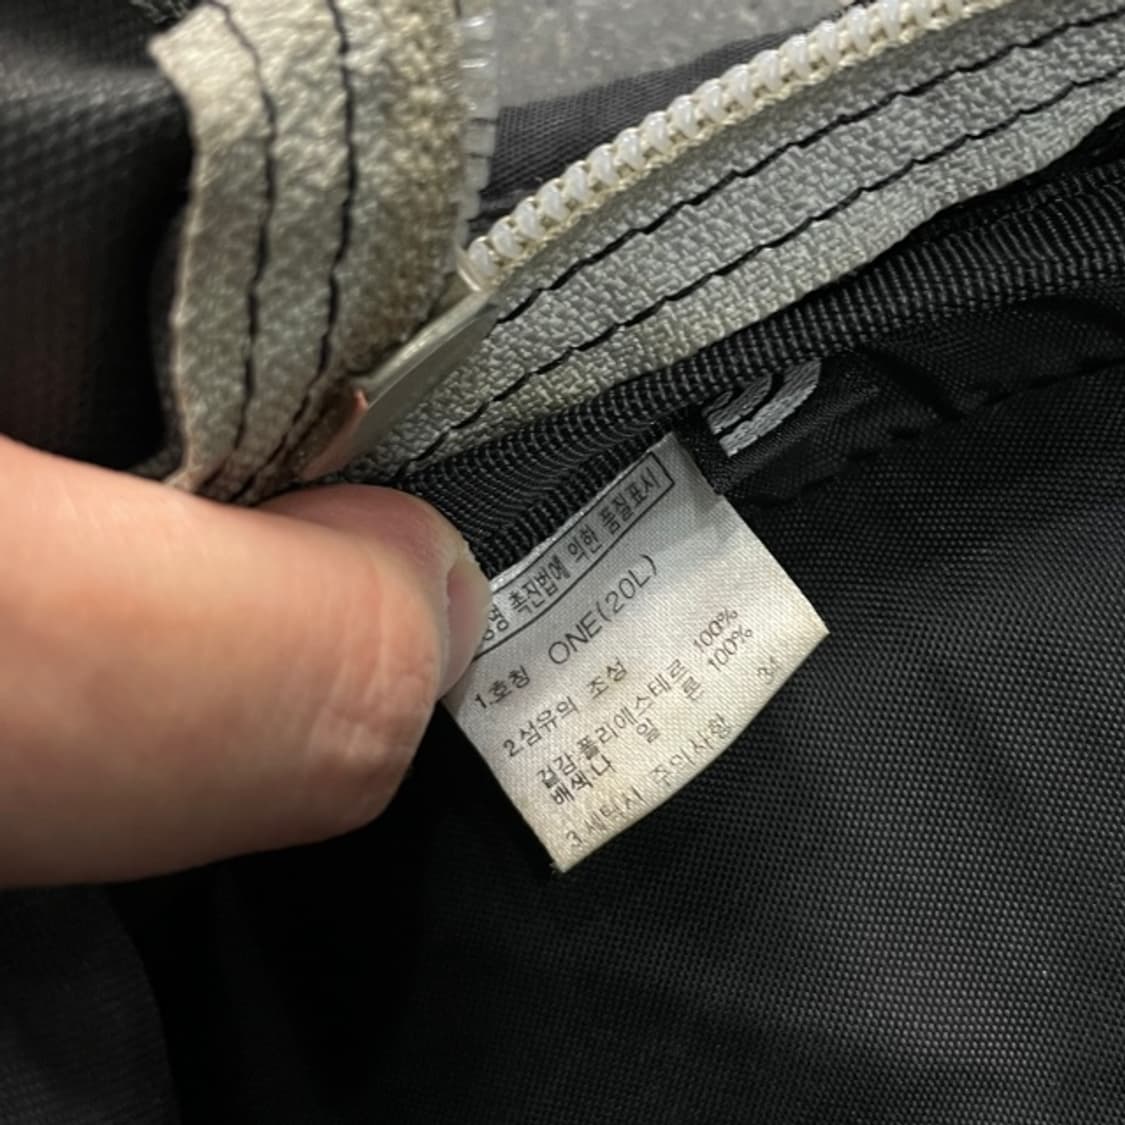 촉진법에 의한 품질표시
1.호칭 ONE(20L)
2.섬유의 조성
겉감 폴리에스테르 100%
배색 나 일 론 100%
3.세탁시 주의사항